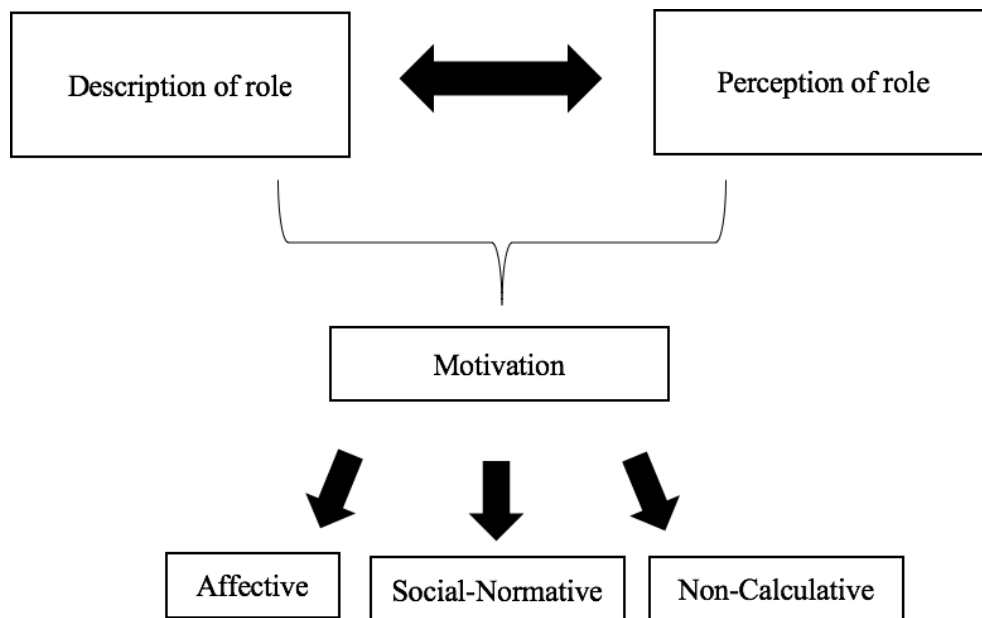 Description of role
Perception of role
Motivation
Affective
Social-Normative
Non-Calculative